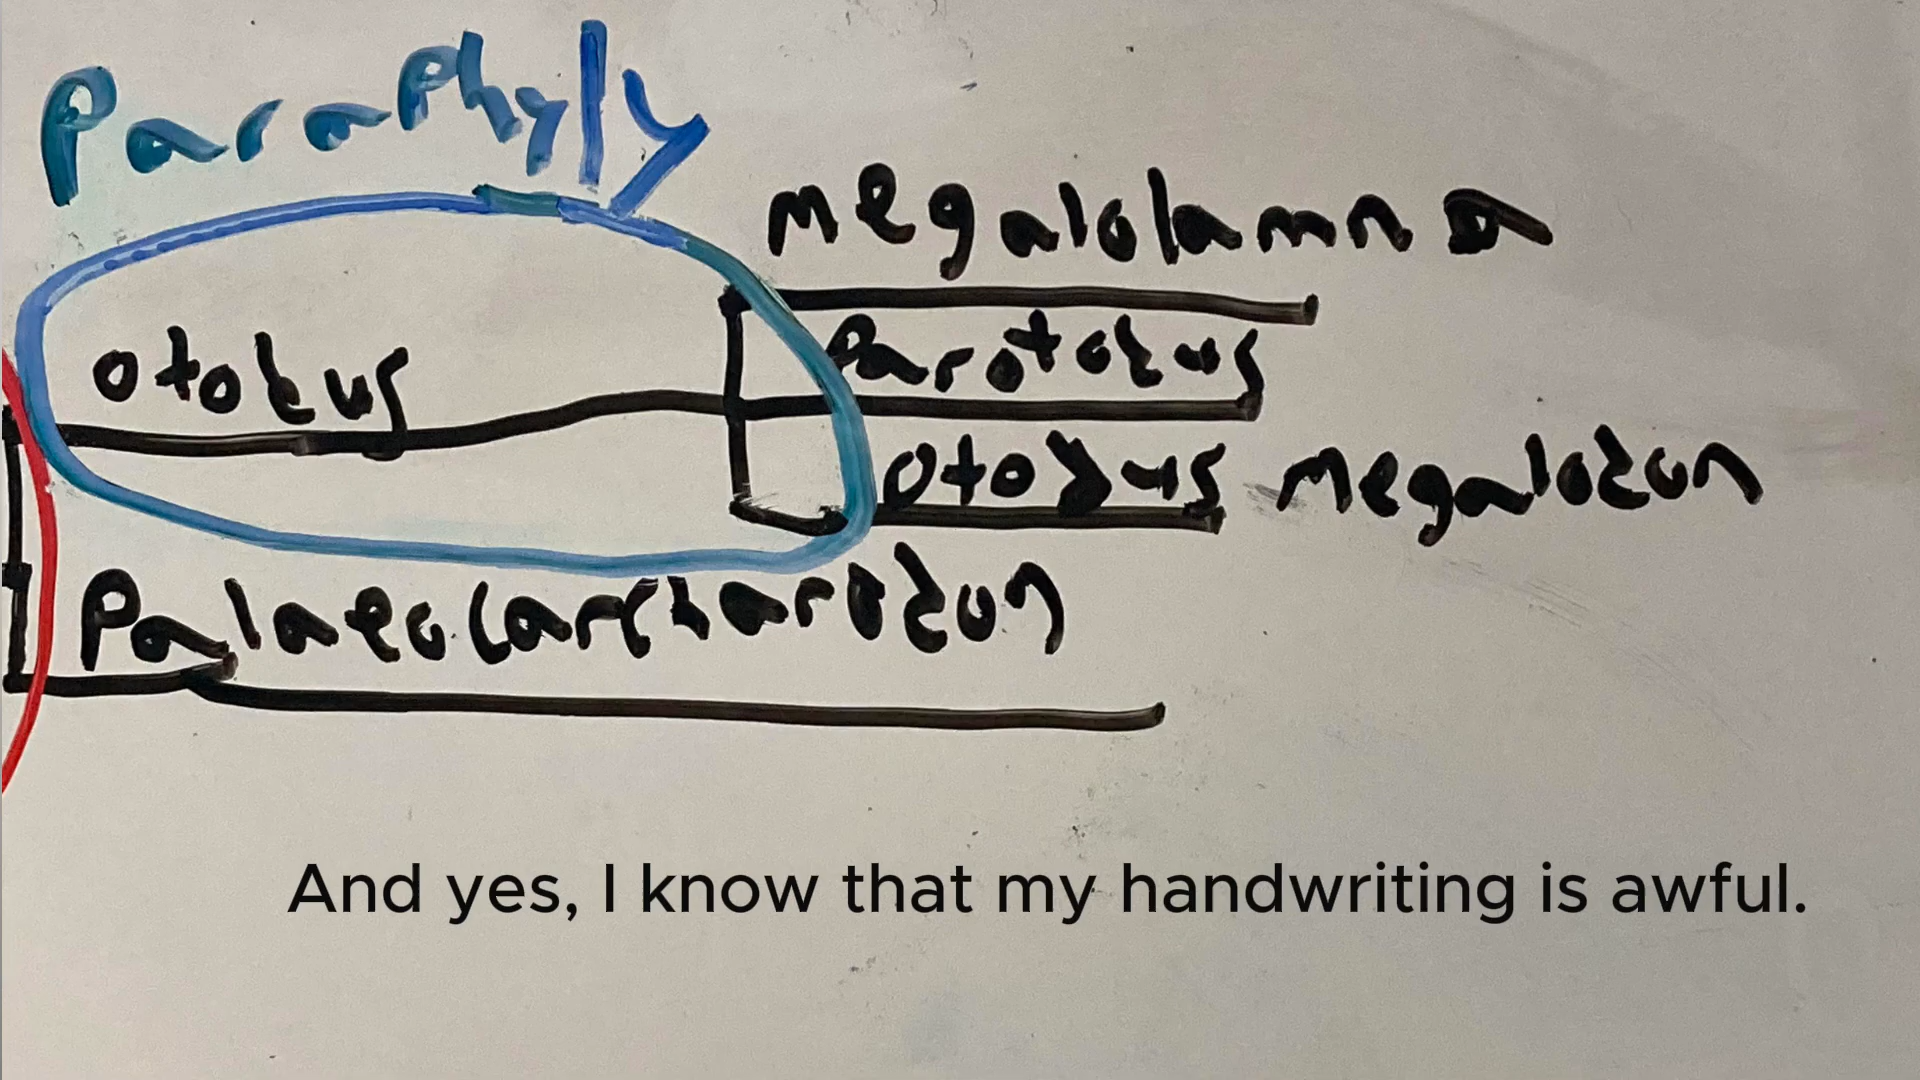 Paraphyly
megalolamna
Parotodus
otodus
otodus megalodon
Palaeocarcharodon
And yes, I know that my handwriting is awful.